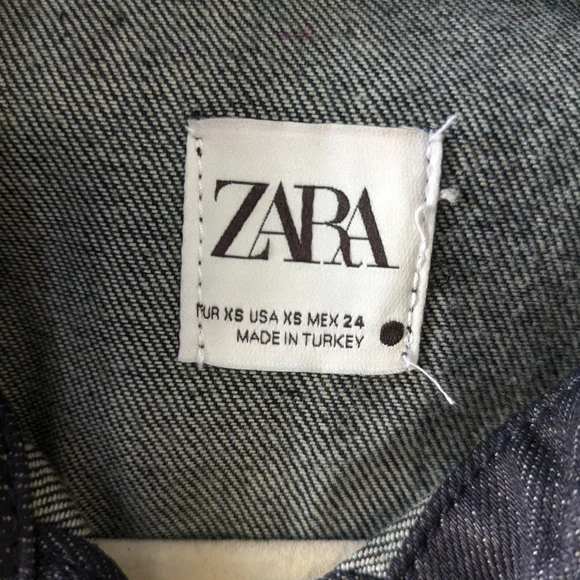 ZARA
EUR XS USA XS MEX 24
MADE IN TURKEY